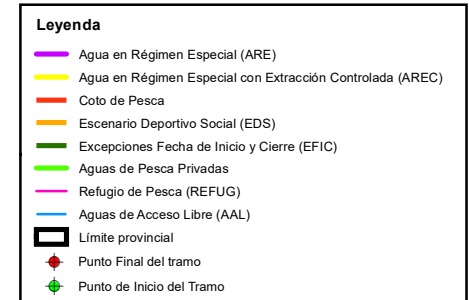 Leyenda
Agua en Régimen Especial (ARE)
Agua en Régimen Especial con Extracción Controlada (AREC)
Coto de Pesca
Escenario Deportivo Social (EDS)
Excepciones Fecha de Inicio y Cierre (EFIC)
Aguas de Pesca Privadas
Refugio de Pesca (REFUG)
Aguas de Acceso Libre (AAL)
Límite provincial
Punto Final del tramo
Punto de Inicio del Tramo